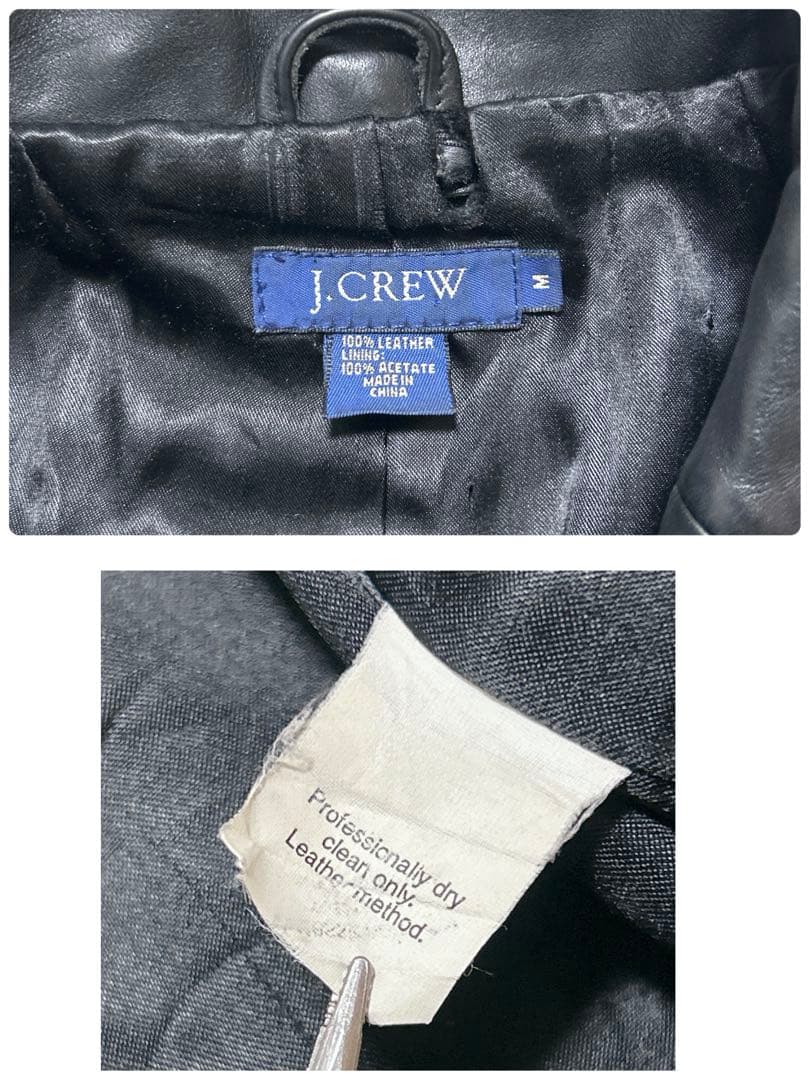 J.CREW
M
100% LEATHER
LINING:
100% ACETATE
MADE IN
CHINA
Professionally dry
clean only.
Leather method.